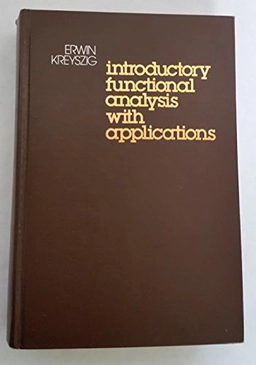 ERWIN
KREYSZIG
introductory
functional
analysis
with
applications